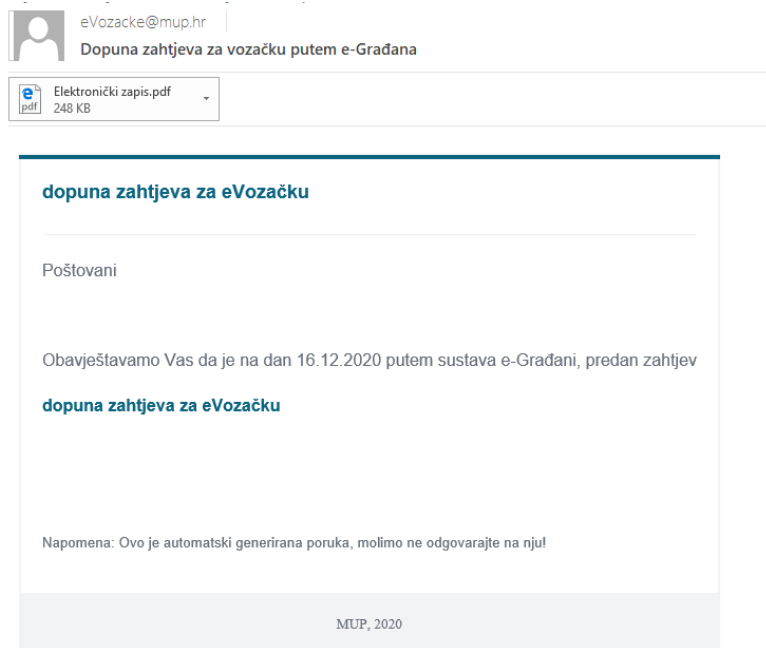 eVozacke@mup.hr
Dopuna zahtjeva za vozačku putem e-Građana
Elektronički zapis.pdf
248 KB
pdf
dopuna zahtjeva za eVozačku
Poštovani
Obavještavamo Vas da je na dan 16.12.2020 putem sustava e-Građani, predan zahtjev
dopuna zahtjeva za eVozačku
Napomena: Ovo je automatski generirana poruka, molimo ne odgovarajte na nju!
MUP, 2020